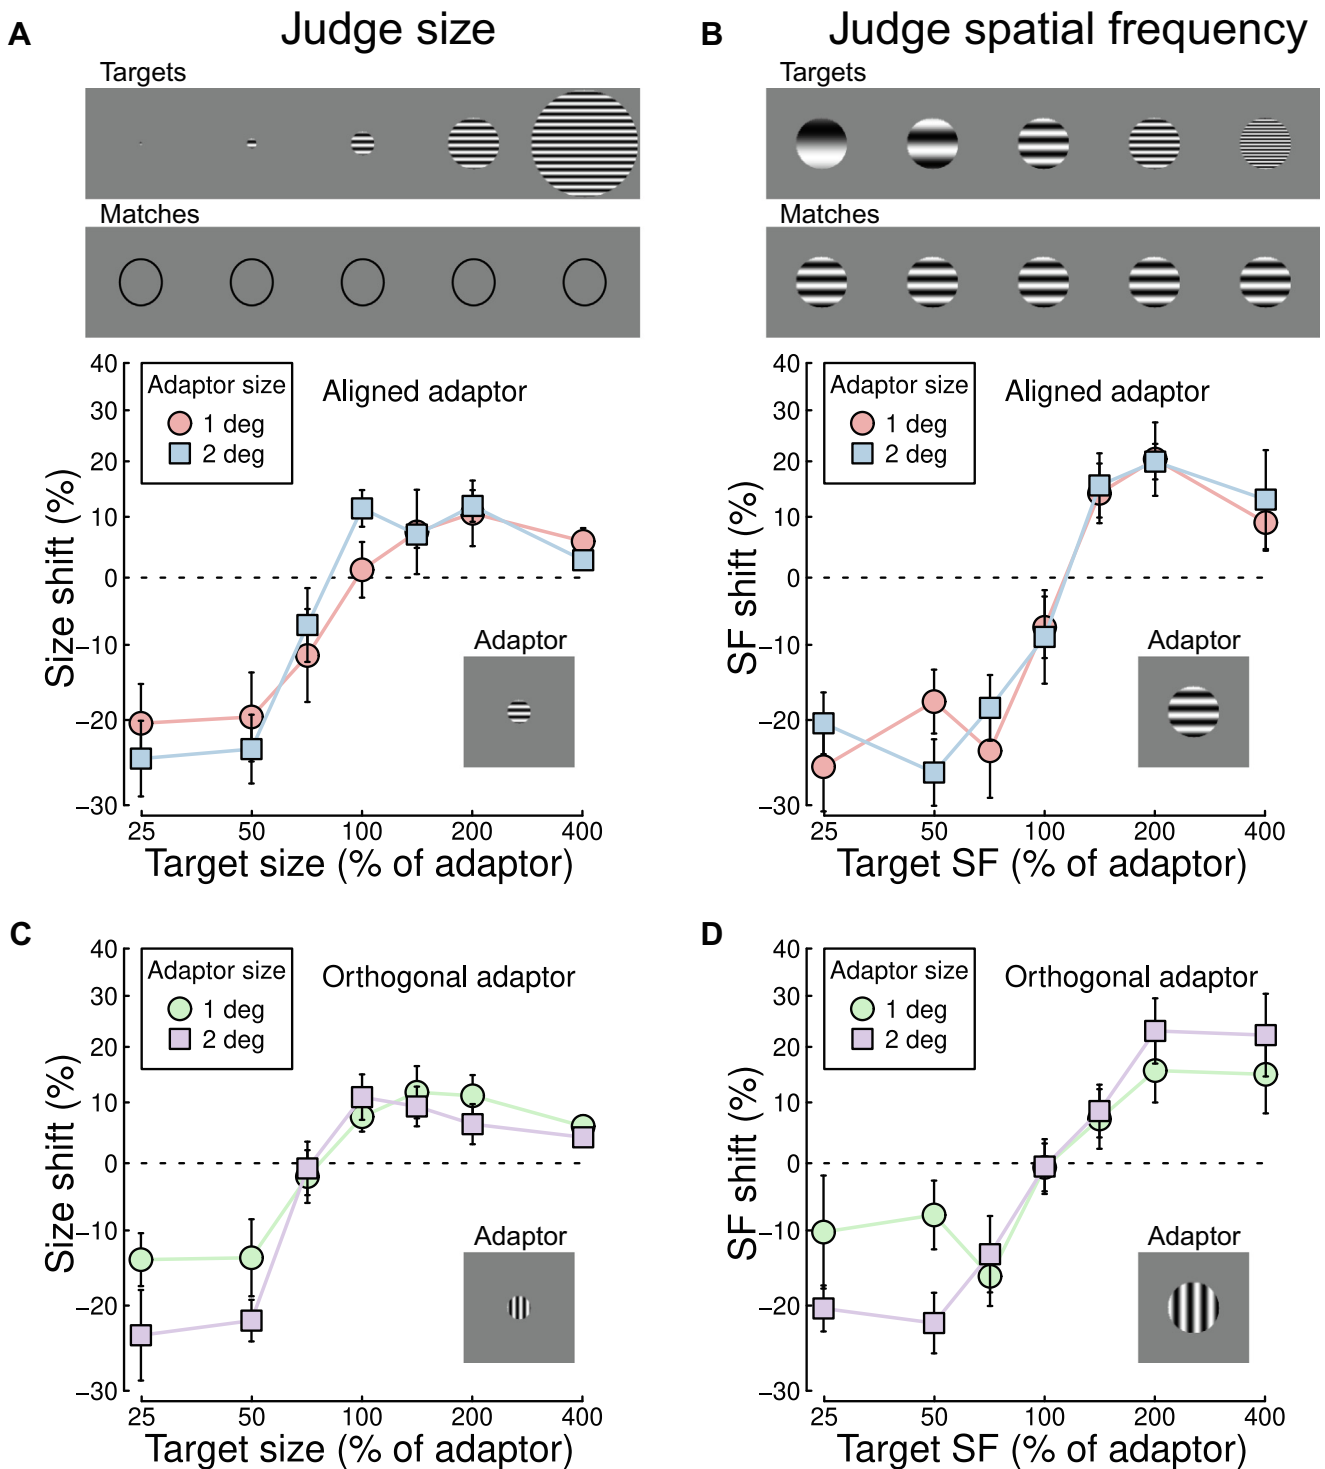 A
Judge size
Targets
Matches
40
30
20
10
0
−10
−20
−30
Size shift (%)
Adaptor size
1 deg
2 deg
Aligned adaptor
Adaptor
25
50
100
200
400
Target size (% of adaptor)
B
Judge spatial frequency
Targets
Matches
40
30
20
10
0
−10
−20
−30
SF shift (%)
Adaptor size
1 deg
2 deg
Aligned adaptor
Adaptor
25
50
100
200
400
Target SF (% of adaptor)
C
40
30
20
10
0
−10
−20
−30
Size shift (%)
Adaptor size
1 deg
2 deg
Orthogonal adaptor
Adaptor
25
50
100
200
400
Target size (% of adaptor)
D
40
30
20
10
0
−10
−20
−30
SF shift (%)
Adaptor size
1 deg
2 deg
Orthogonal adaptor
Adaptor
25
50
100
200
400
Target SF (% of adaptor)